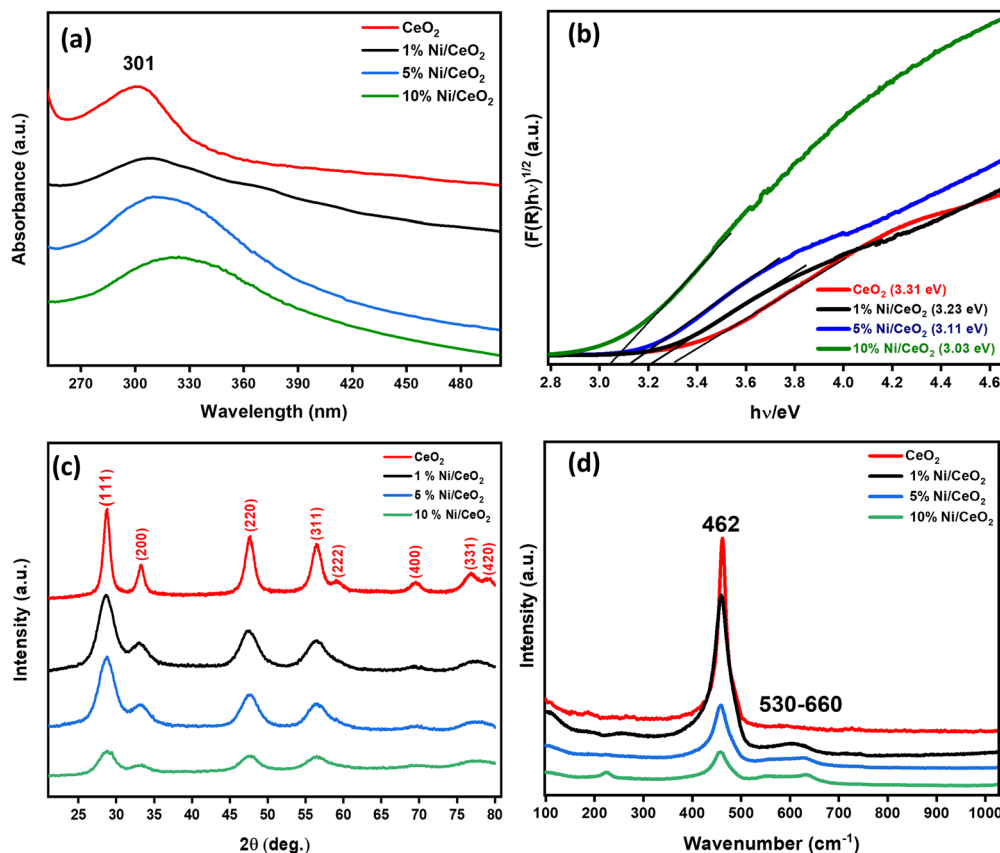 (a)
301
CeO₂
1% Ni/CeO₂
5% Ni/CeO₂
10% Ni/CeO₂
Absorbance (a.u.)
270 300 330 360 390 420 450 480
Wavelength (nm)
(b)
(F(R)hν)^1/2 (a.u.)
CeO₂ (3.31 eV)
1% Ni/CeO₂ (3.23 eV)
5% Ni/CeO₂ (3.11 eV)
10% Ni/CeO₂ (3.03 eV)
2.8 3.0 3.2 3.4 3.6 3.8 4.0 4.2 4.4 4.6
hν/eV
(c)
CeO₂
1 % Ni/CeO₂
5 % Ni/CeO₂
10 % Ni/CeO₂
(111)
(200)
(220)
(311)
(222)
(400)
(331)
(420)
Intensity (a.u.)
25 30 35 40 45 50 55 60 65 70 75 80
2θ (deg.)
(d)
CeO₂
1% Ni/CeO₂
5% Ni/CeO₂
10% Ni/CeO₂
462
530-660
Intensity (a.u.)
100 200 300 400 500 600 700 800 900 1000
Wavenumber (cm⁻¹)